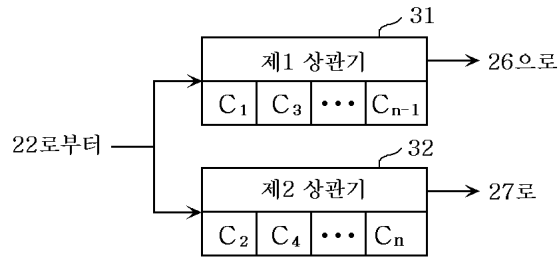 31
제1 상관기
26으로
C1 C3 ••• Cn-1
22로부터
32
제2 상관기
27로
C2 C4 ••• Cn